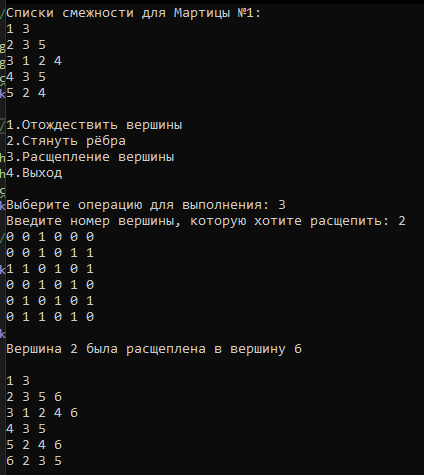 Списки смежности для Мартицы №1:
1 3
2 3 5
3 1 2 4
4 3 5
5 2 4
1.Отождествить вершины
2.Стянуть рёбра
3.Расщепление вершины
4.Выход
Выберите операцию для выполнения: 3
Введите номер вершины, которую хотите расщепить: 2
0 0 1 0 0 0
0 0 1 0 1 1
1 1 0 1 0 1
0 0 1 0 1 0
0 1 0 1 0 1
0 1 1 0 1 0
Вершина 2 была расщеплена в вершину 6
1 3
2 3 5 6
3 1 2 4 6
4 3 5
5 2 4 6
6 2 3 5